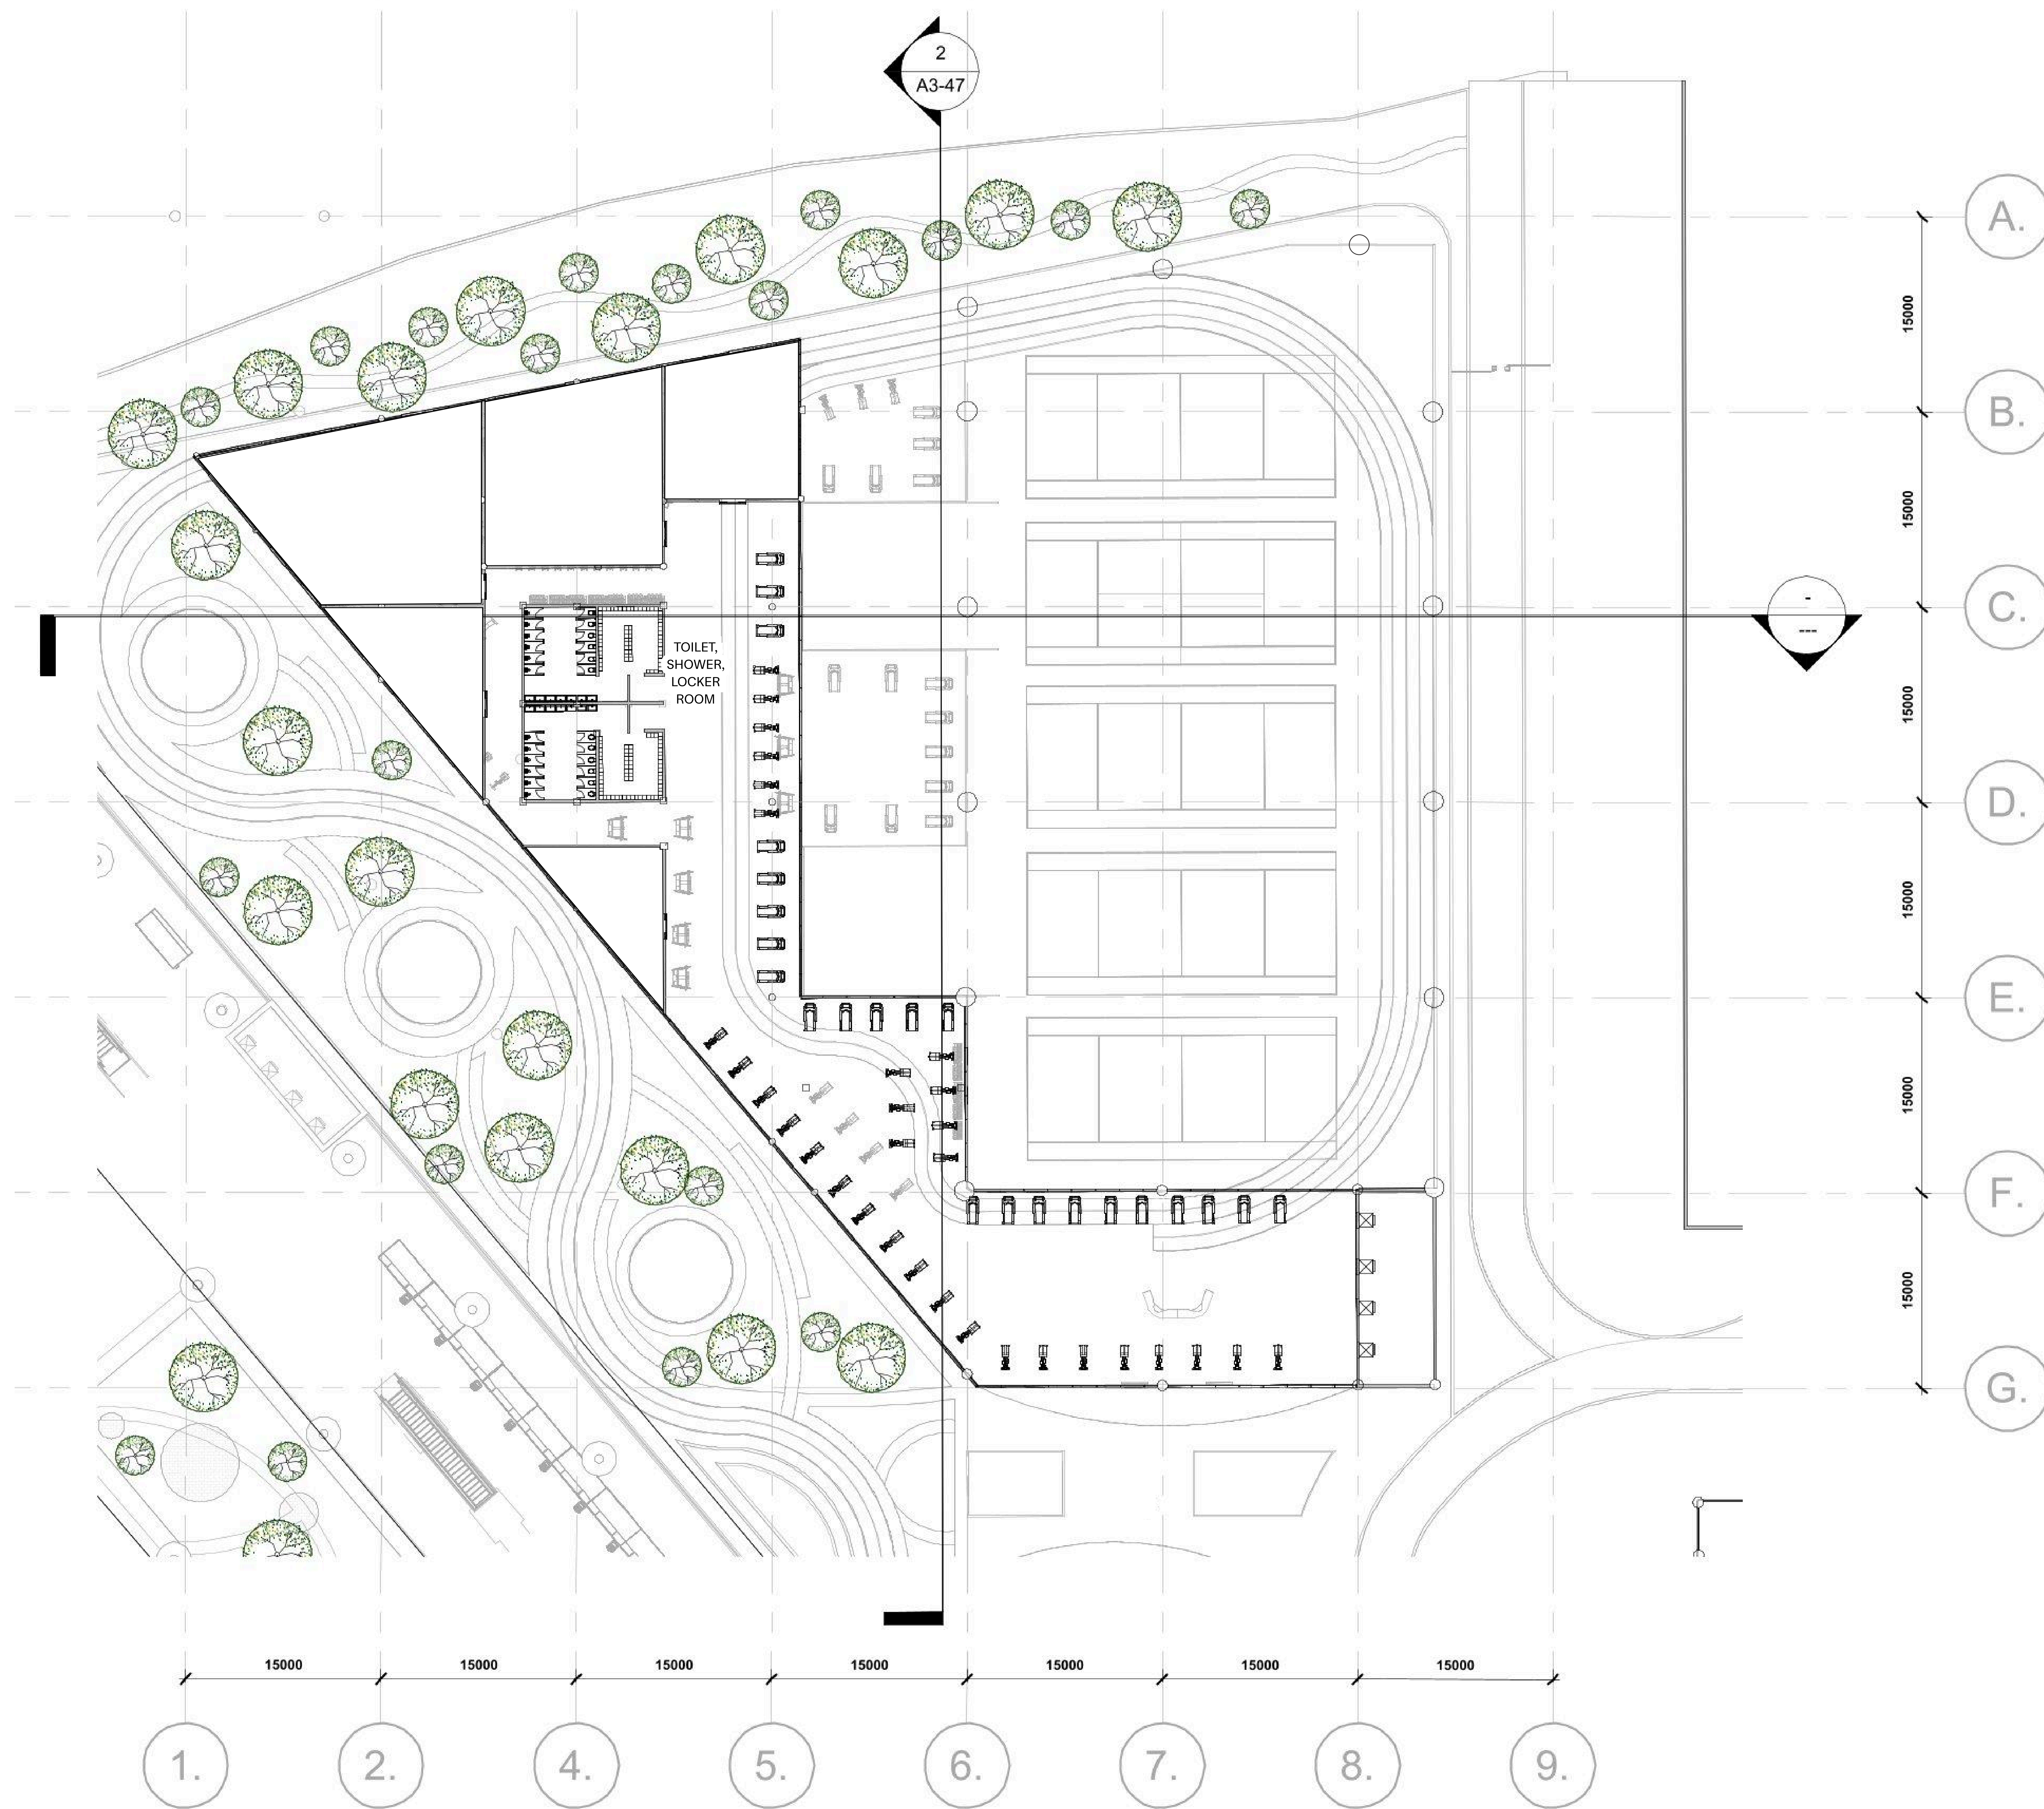 2
A3-47
A.
15000
B.
15000
C.
-
---
TOILET,
SHOWER,
LOCKER
ROOM
15000
D.
15000
E.
15000
F.
15000
G.
15000 15000 15000 15000 15000 15000 15000
1. 2. 4. 5. 6. 7. 8. 9.